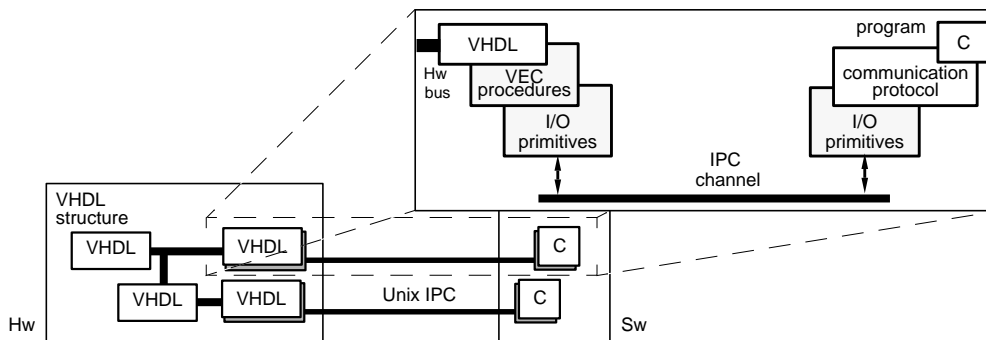 program
C
VHDL
Hw
bus
VEC
procedures
communication
protocol
I/O
primitives
I/O
primitives
IPC
channel
VHDL
structure
VHDL
VHDL
C
VHDL
VHDL
Unix IPC
C
Hw
Sw